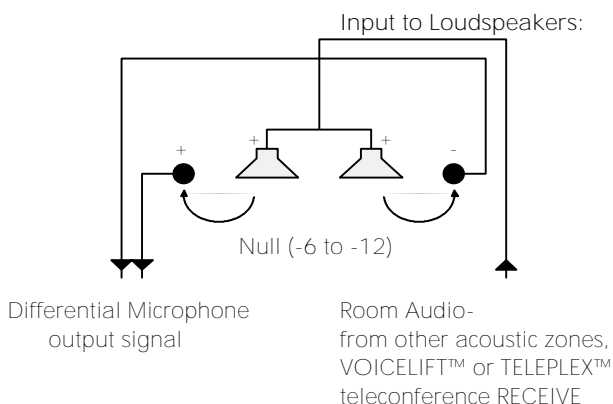 Input to Loudspeakers:
+ + + -
Null (-6 to -12)
Differential Microphone
output signal
Room Audio-
from other acoustic zones,
VOICELIFT™ or TELEPLEX™
teleconference RECEIVE